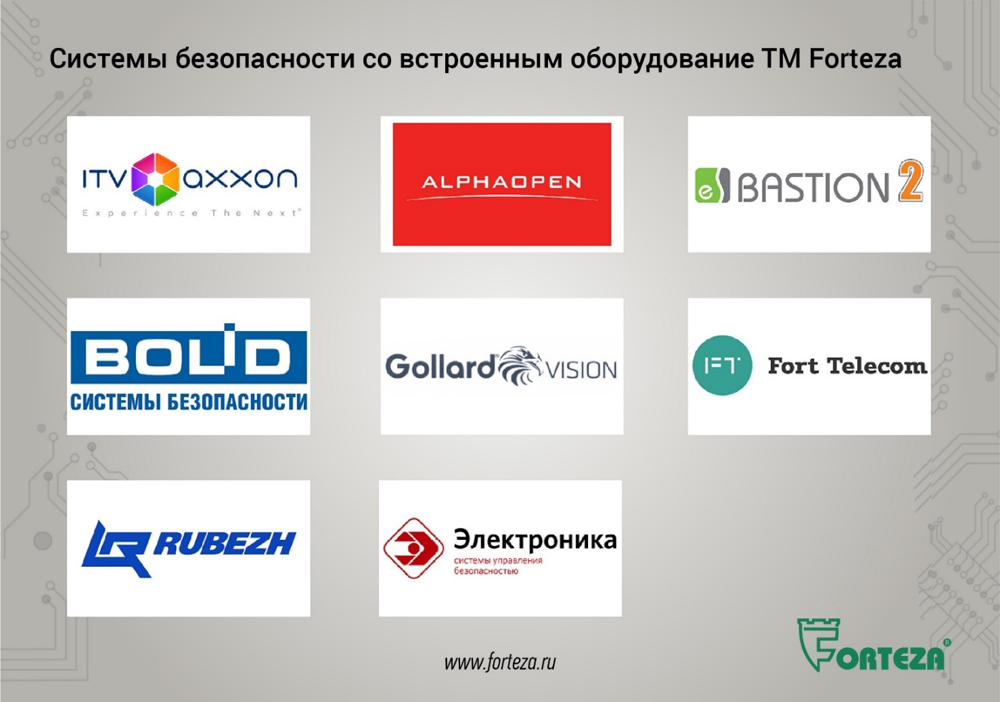 Системы безопасности со встроенным оборудование ТМ Forteza
ITV axxon
Experience The Next®
ALPHAOPEN
e BASTION 2
BOLID
СИСТЕМЫ БЕЗОПАСНОСТИ
Gollard® VISION
FT Fort Telecom
RUBEZH
Электроника
системы управления
безопасностью
www.forteza.ru
FORTEZA®